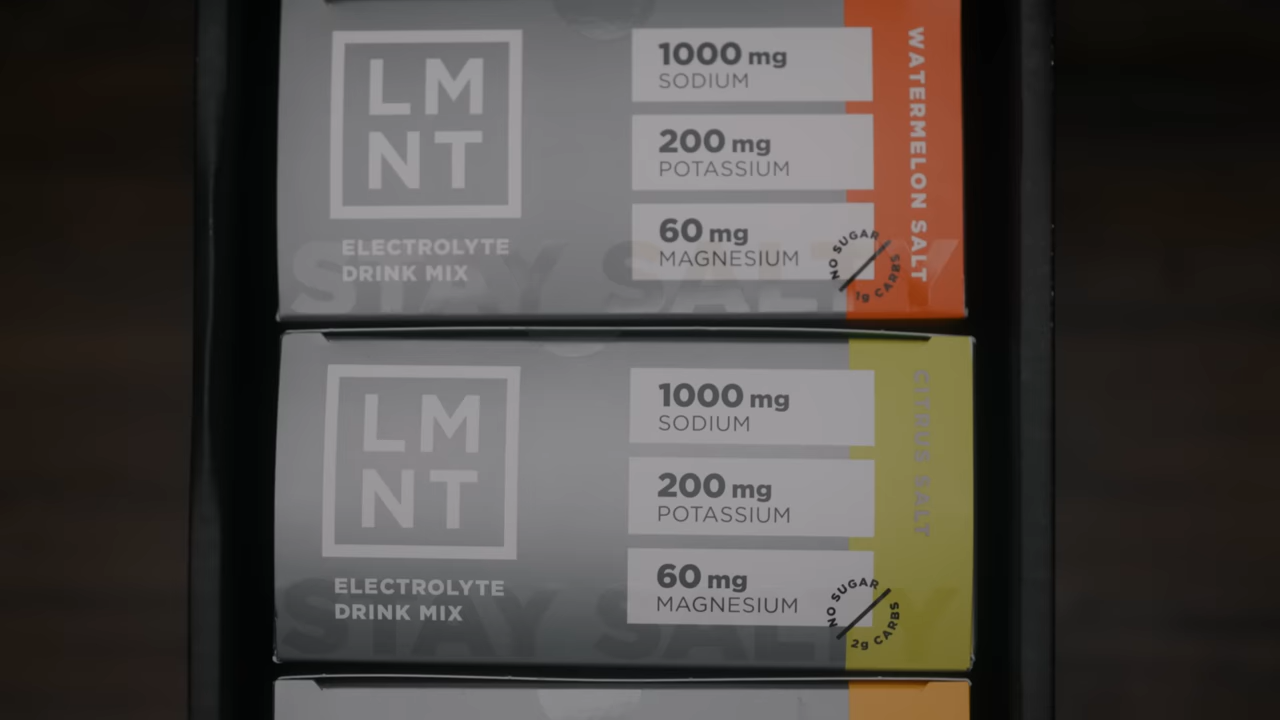 LM
NT
ELECTROLYTE
DRINK MIX
STAY SALTY
1000 mg
SODIUM
200 mg
POTASSIUM
60 mg
MAGNESIUM
NO SUGAR
1g CARBS
WATERMELON SALT
LM
NT
ELECTROLYTE
DRINK MIX
STAY SALTY
1000 mg
SODIUM
200 mg
POTASSIUM
60 mg
MAGNESIUM
NO SUGAR
2g CARBS
CITRUS SALT